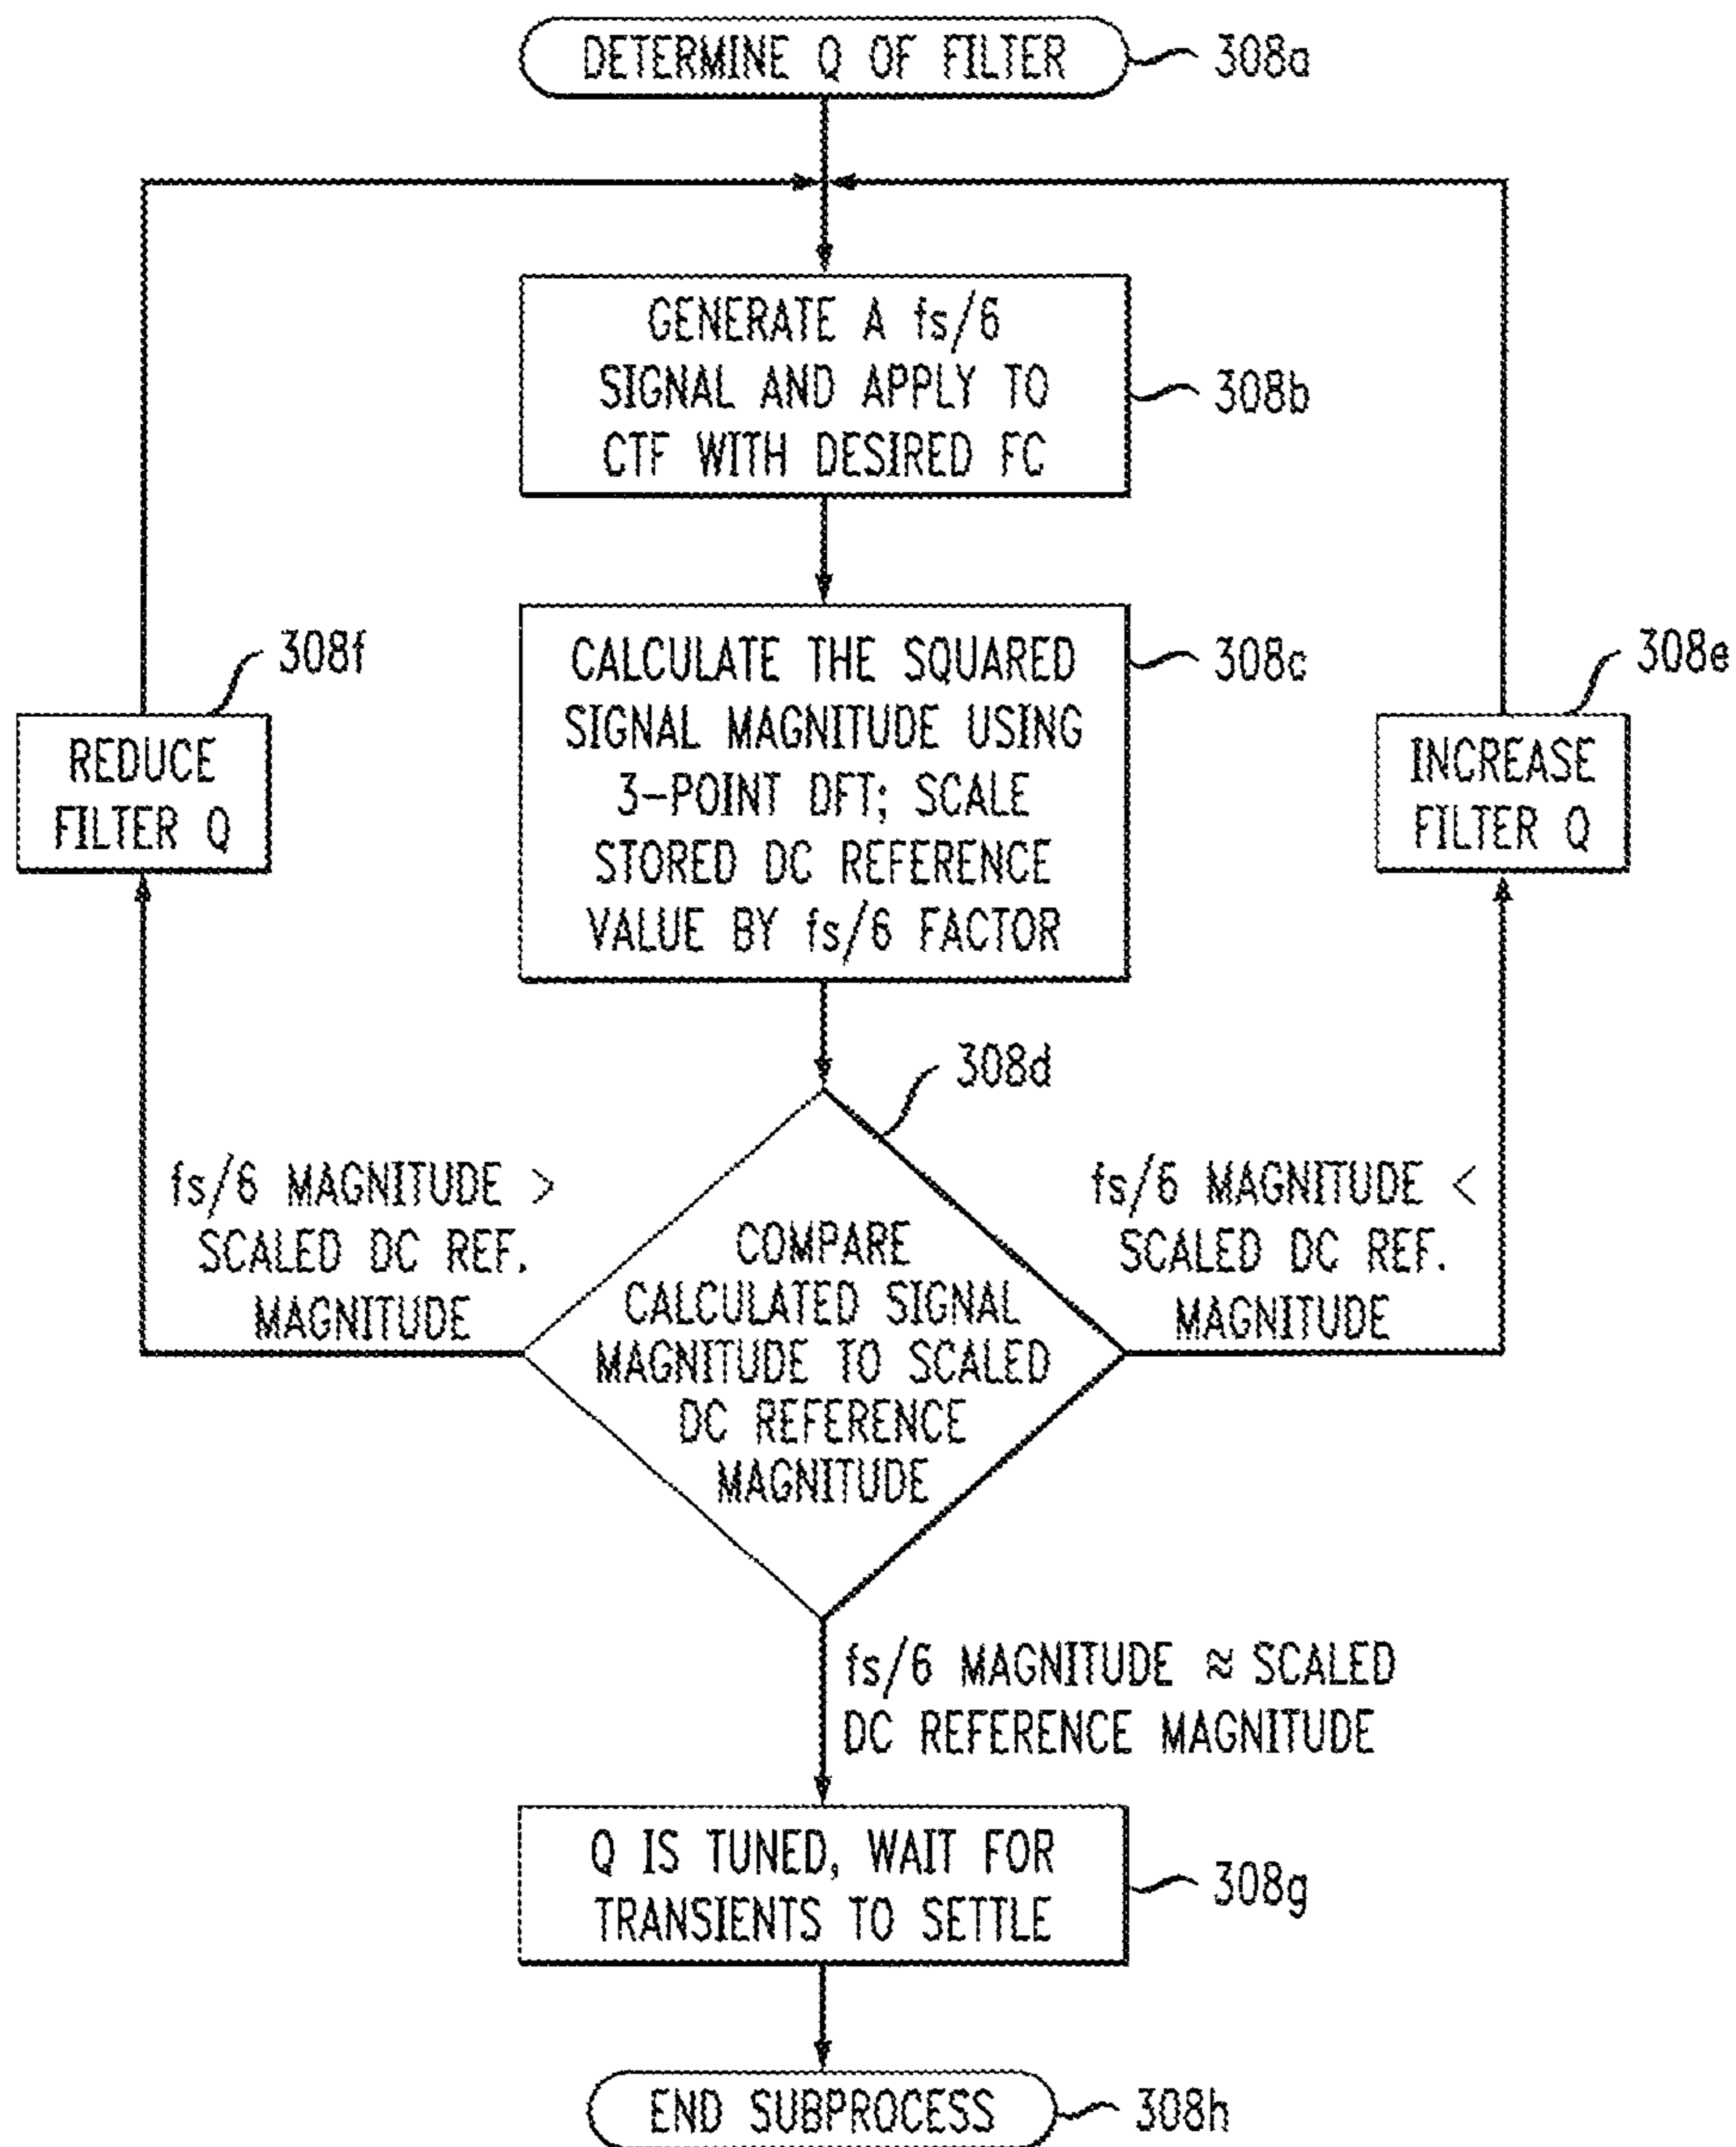 DETERMINE Q OF FILTER
308a
GENERATE A fs/6
SIGNAL AND APPLY TO
CTF WITH DESIRED FC
308b
CALCULATE THE SQUARED
SIGNAL MAGNITUDE USING
3-POINT DFT; SCALE
STORED DC REFERENCE
VALUE BY fs/6 FACTOR
308c
308f
REDUCE
FILTER Q
308e
INCREASE
FILTER Q
308d
fs/6 MAGNITUDE >
SCALED DC REF.
MAGNITUDE
COMPARE
CALCULATED SIGNAL
MAGNITUDE TO SCALED
DC REFERENCE
MAGNITUDE
fs/6 MAGNITUDE <
SCALED DC REF.
MAGNITUDE
fs/6 MAGNITUDE ≈ SCALED
DC REFERENCE MAGNITUDE
Q IS TUNED, WAIT FOR
TRANSIENTS TO SETTLE
308g
END SUBPROCESS
308h